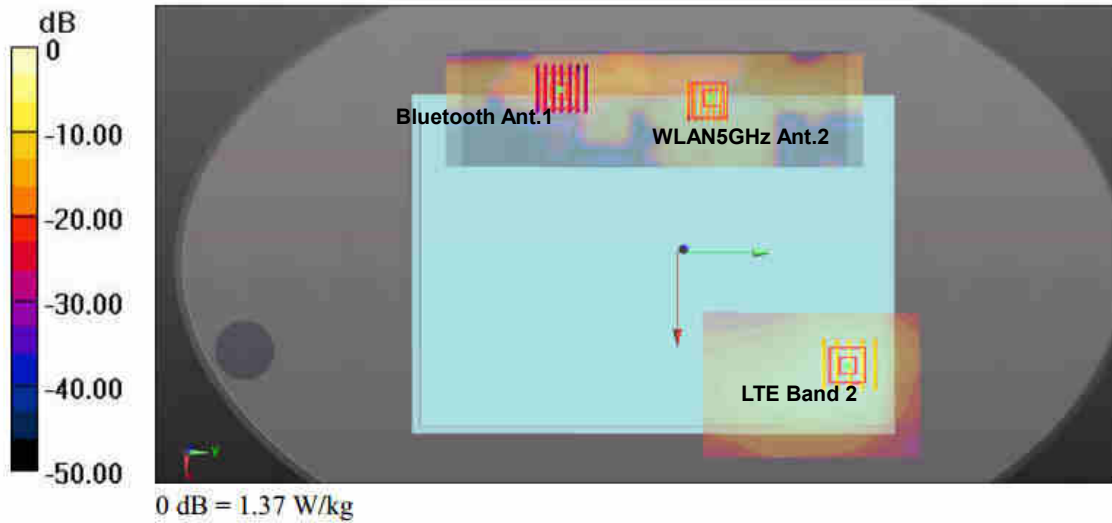 dB
0
-10.00
-20.00
-30.00
-40.00
-50.00
Bluetooth Ant.1
WLAN5GHz Ant.2
LTE Band 2
Y
0 dB = 1.37 W/kg